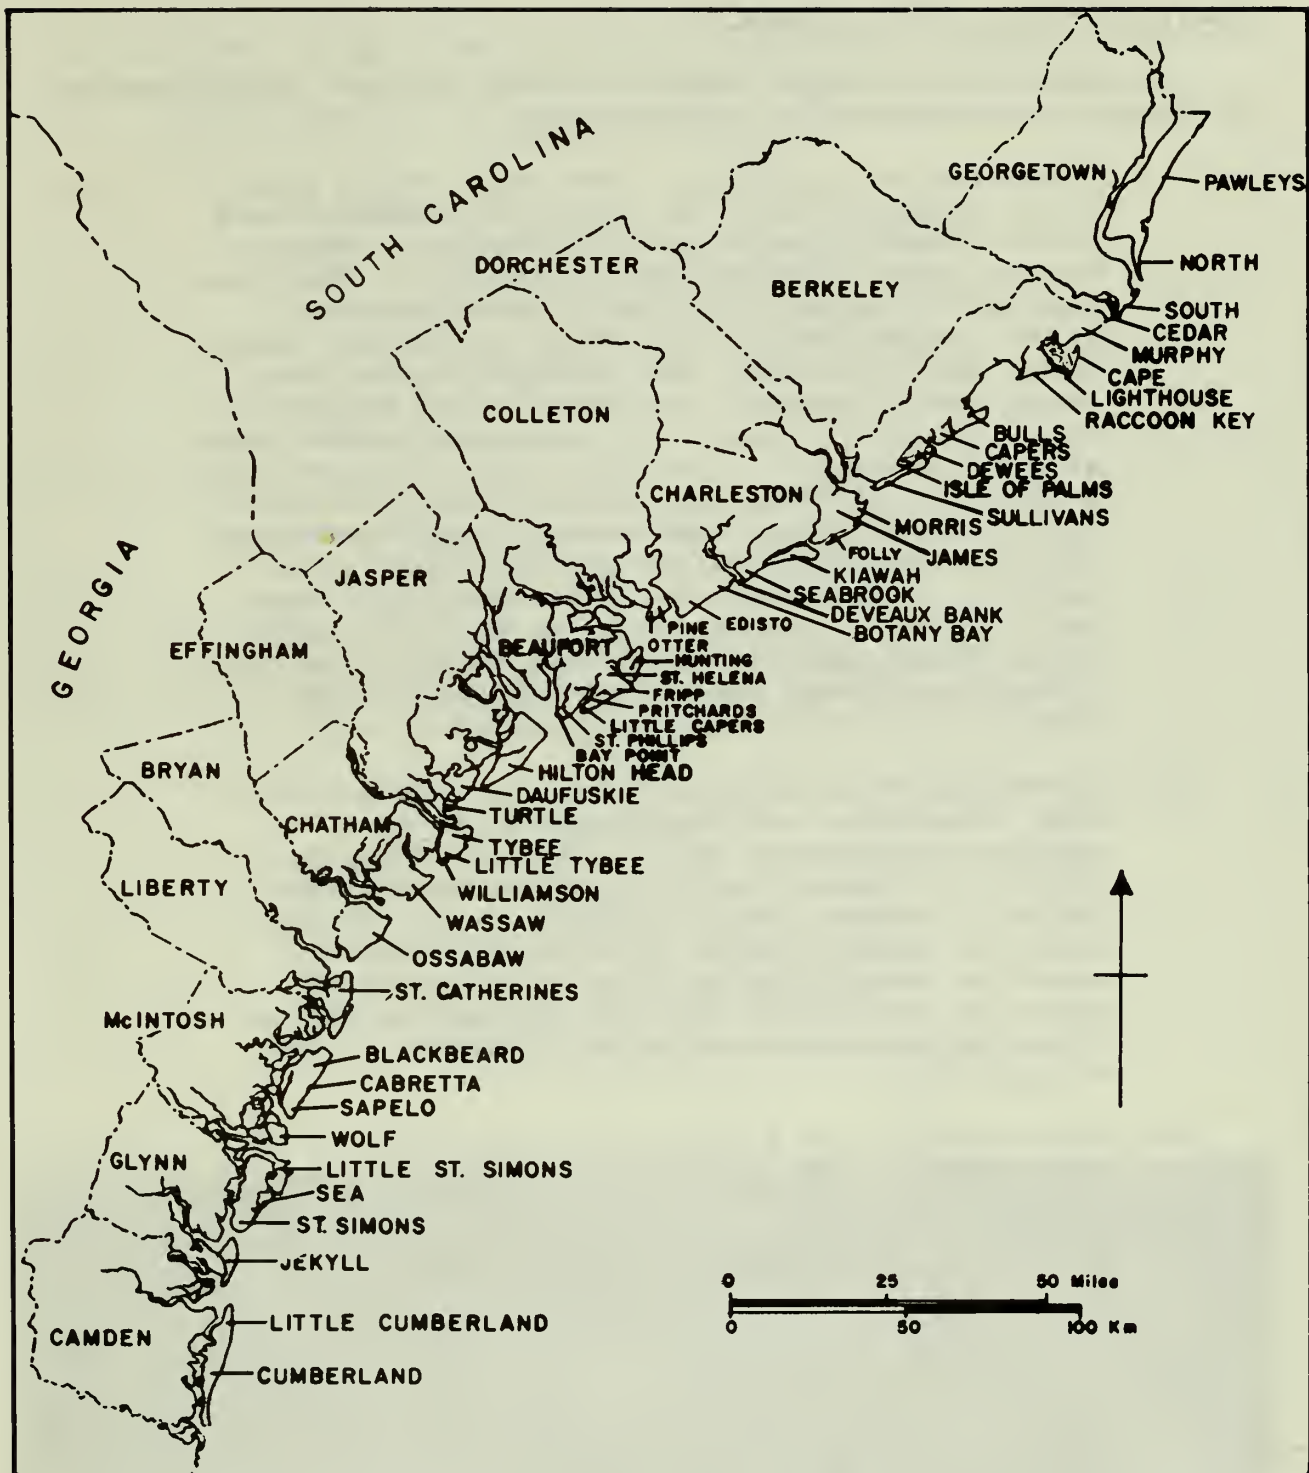 SOUTH CAROLINA
GEORGIA
GEORGETOWN
PAWLEYS
NORTH
DORCHESTER
BERKELEY
SOUTH
CEDAR
MURPHY
CAPE
LIGHTHOUSE
RACCOON KEY
COLLETON
BULLS
CAPERS
DEWEES
ISLE OF PALMS
CHARLESTON
SULLIVANS
MORRIS
JAMES
FOLLY
KIAWAH
SEABROOK
DEVEAUX BANK
BOTANY BAY
JASPER
EDISTO
PINE
OTTER
BEAUFORT
HUNTING
ST. HELENA
FRIPP
PRITCHARDS
LITTLE CAPERS
ST. PHILLIPS
BAY POINT
HILTON HEAD
EFFINGHAM
DAUFUSKIE
TURTLE
BRYAN
CHATHAM
TYBEE
LITTLE TYBEE
WILLIAMSON
LIBERTY
WASSAW
OSSABAW
ST. CATHERINES
McINTOSH
BLACKBEARD
CABRETTA
SAPELO
WOLF
GLYNN
LITTLE ST. SIMONS
SEA
ST. SIMONS
JEKYLL
LITTLE CUMBERLAND
CAMDEN
CUMBERLAND
0 25 50 Miles
0 50 100 Km